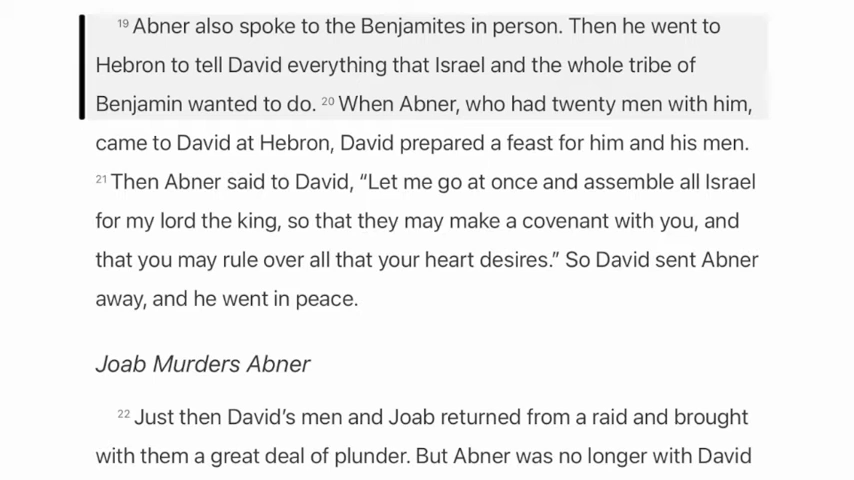 19 Abner also spoke to the Benjamites in person. Then he went to
Hebron to tell David everything that Israel and the whole tribe of
Benjamin wanted to do. 20 When Abner, who had twenty men with him,
came to David at Hebron, David prepared a feast for him and his men.
21 Then Abner said to David, “Let me go at once and assemble all Israel
for my lord the king, so that they may make a covenant with you, and
that you may rule over all that your heart desires.” So David sent Abner
away, and he went in peace.
Joab Murders Abner
22 Just then David’s men and Joab returned from a raid and brought
with them a great deal of plunder. But Abner was no longer with David